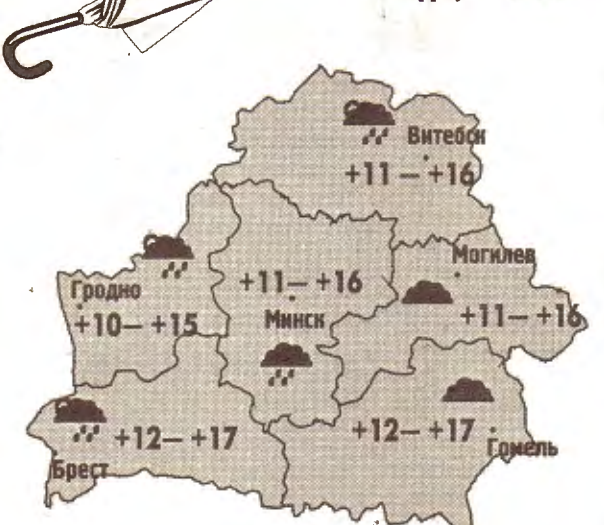 Витебск
+11 – +16
Могилев
+11 – +16
Гродно
+10 – +15
+11 – +16
Минск
+12 – +17
Брест
+12 – +17
Гомель